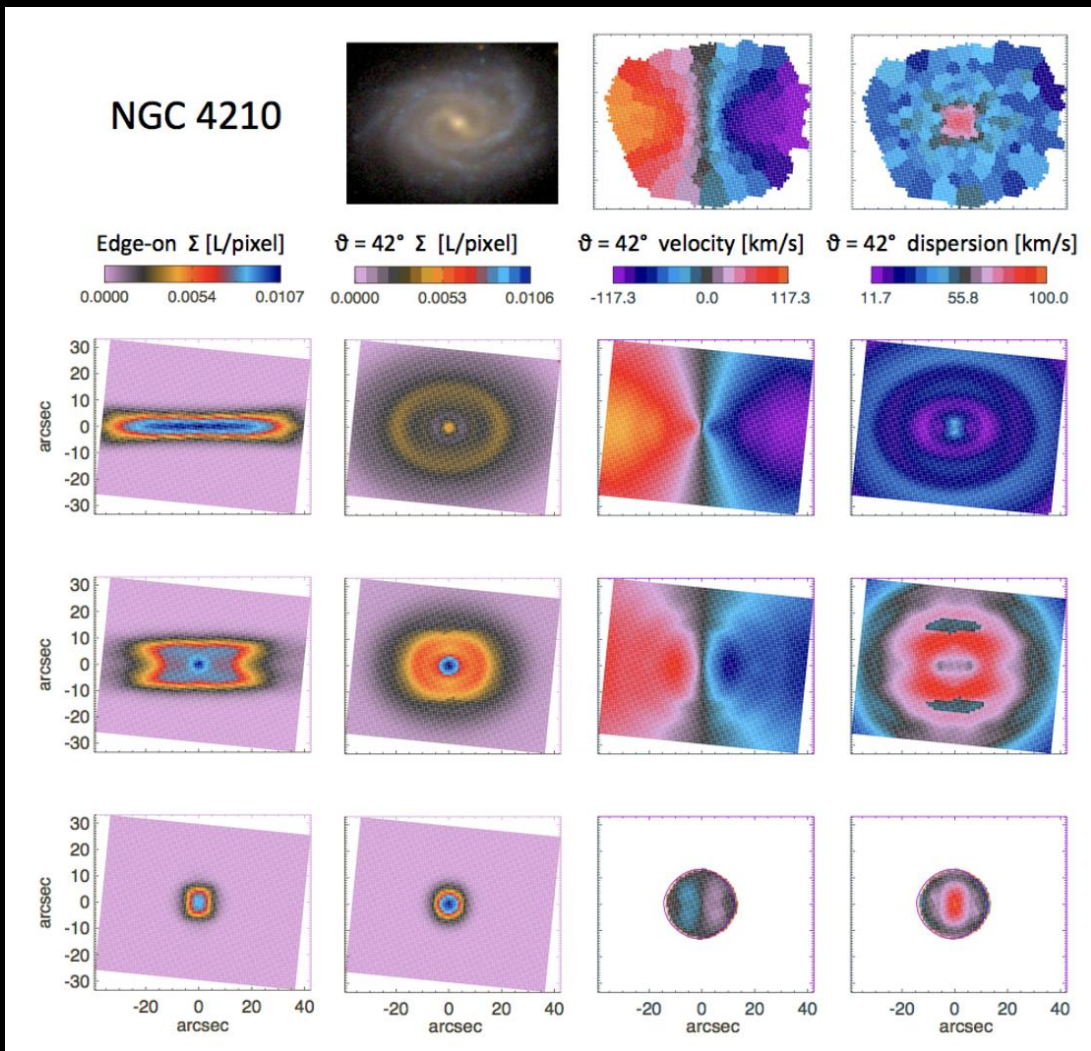 NGC 4210
Edge-on Σ [L/pixel]
ϑ = 42° Σ [L/pixel]
ϑ = 42° velocity [km/s]
ϑ = 42° dispersion [km/s]
0.0000 0.0054 0.0107
0.0000 0.0053 0.0106
-117.3 0.0 117.3
11.7 55.8 100.0
30
20
10
0
-10
-20
-30
arcsec
30
20
10
0
-10
-20
-30
arcsec
30
20
10
0
-10
-20
-30
arcsec
-20 0 20 40
arcsec
-20 0 20 40
arcsec
-20 0 20 40
arcsec
-20 0 20 40
arcsec